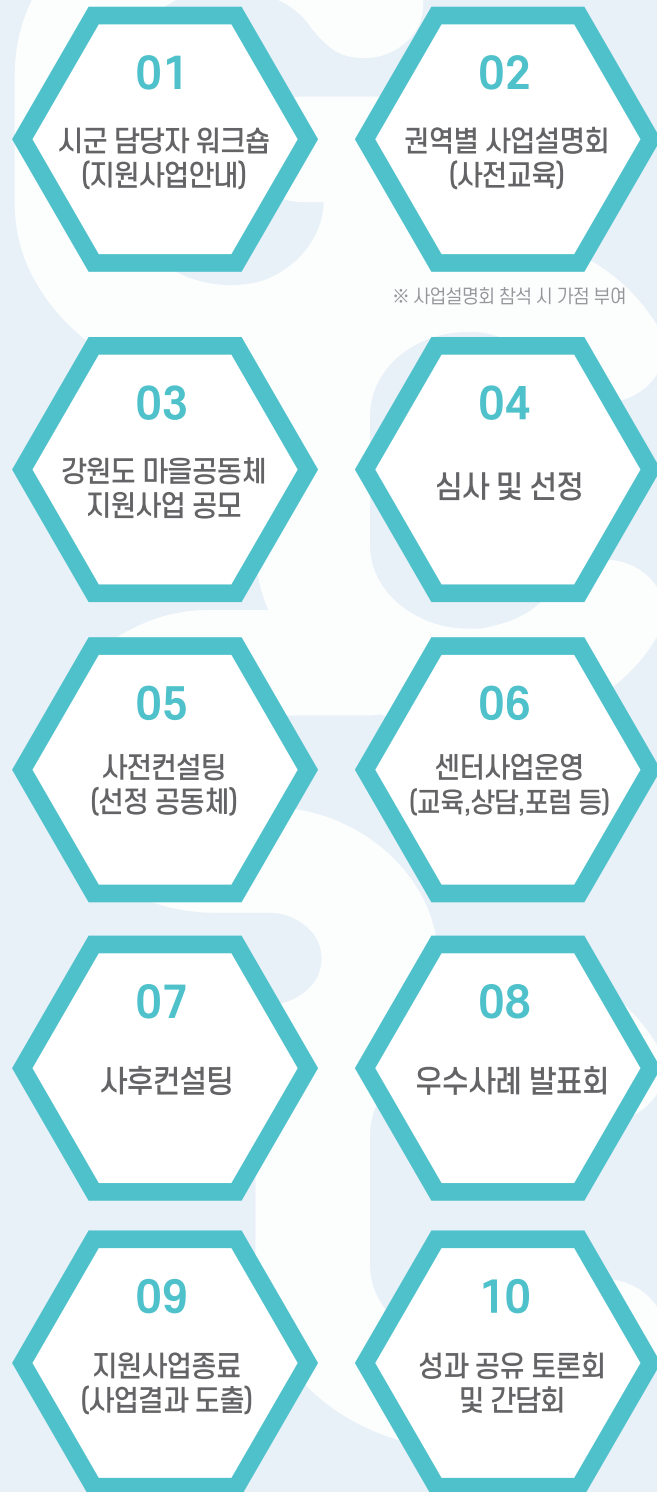 01
시군 담당자 워크숍
(지원사업안내)
02
권역별 사업설명회
(사전교육)
※ 사업설명회 참석 시 가점 부여
03
강원도 마을공동체
지원사업 공모
04
심사 및 선정
05
사전컨설팅
(선정 공동체)
06
센터사업운영
(교육,상담,포럼 등)
07
사후컨설팅
08
우수사례 발표회
09
지원사업종료
(사업결과 도출)
10
성과 공유 토론회
및 간담회